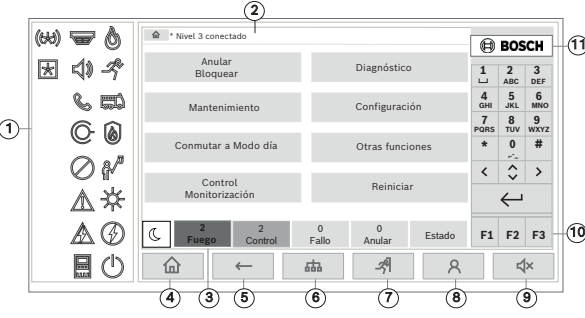 2
* Nivel 3 conectado
11
BOSCH
Anular
Bloquear
Diagnóstico
Mantenimiento
Configuración
Conmutar a Modo día
Otras funciones
Control
Monitorización
Reiniciar
1
2
ABC
3
DEF
4
GHI
5
JKL
6
MNO
7
PQRS
8
TUV
9
WXYZ
*
0
#
1
2
Fuego
2
Control
0
Fallo
0
Anular
Estado
F1 F2 F3
10
4
3
5
6
7
8
9